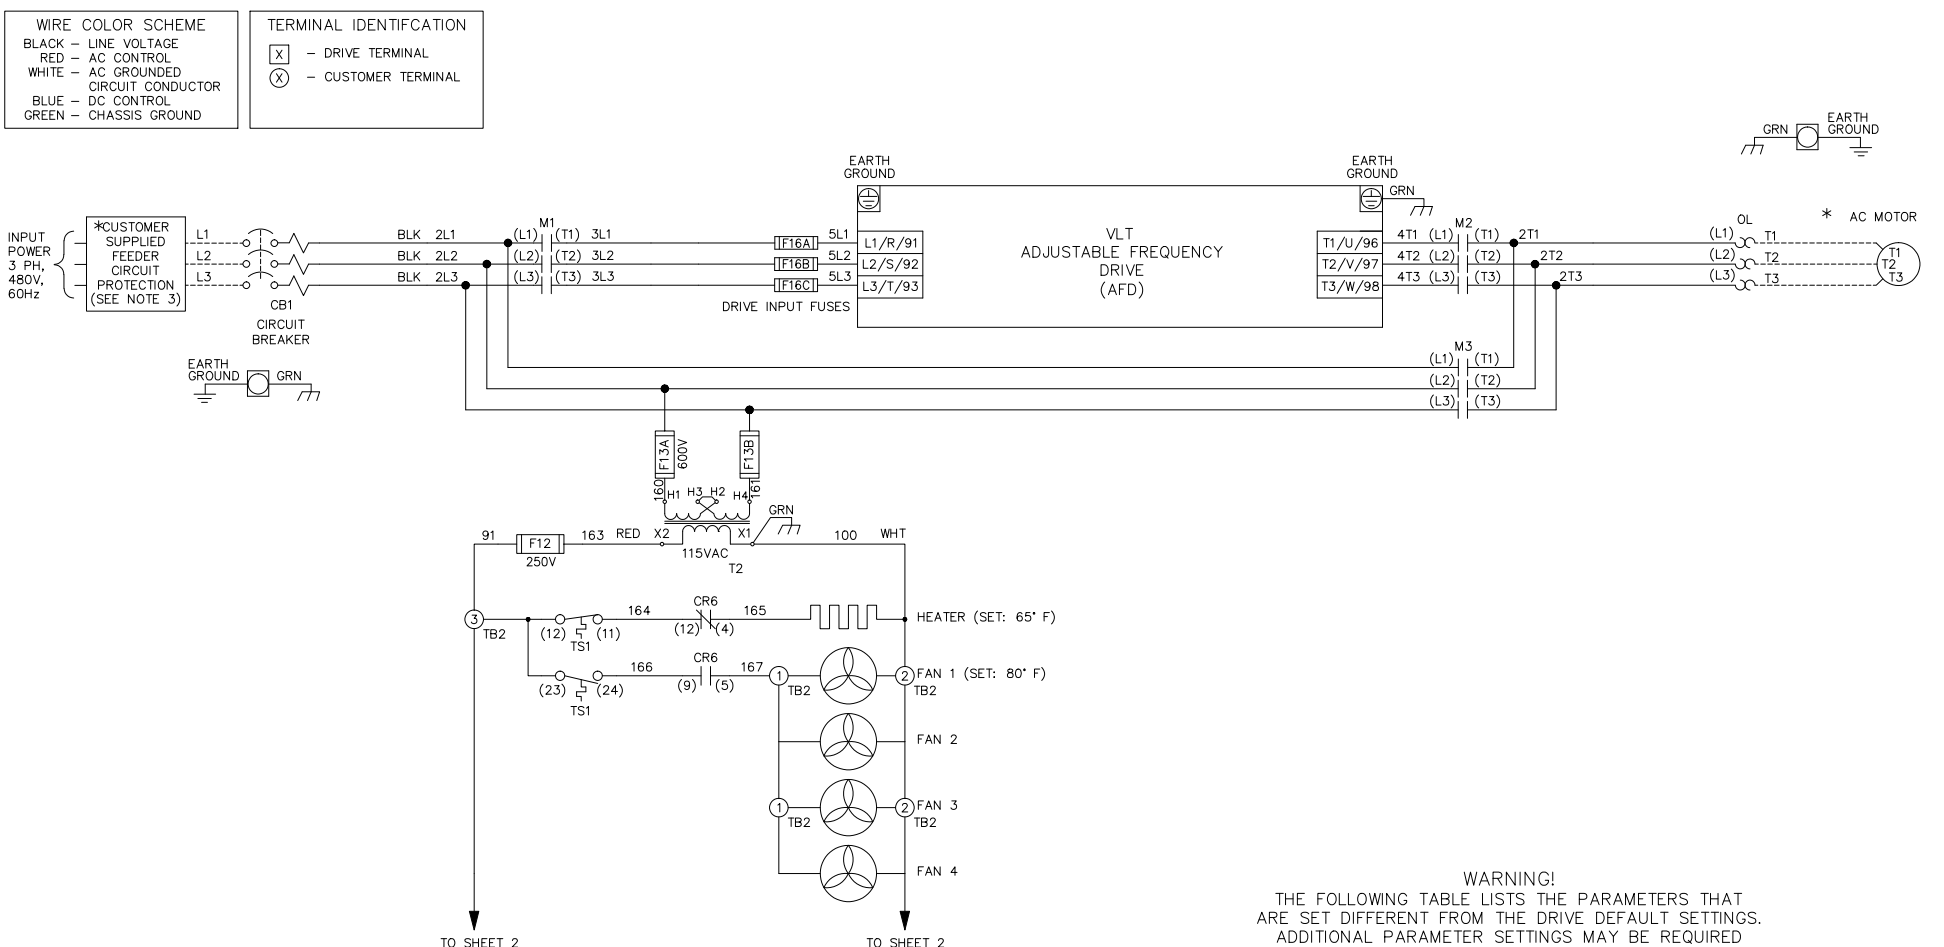 WIRE COLOR SCHEME
BLACK – LINE VOLTAGE
RED – AC CONTROL
WHITE – AC GROUNDED
CIRCUIT CONDUCTOR
BLUE – DC CONTROL
GREEN – CHASSIS GROUND
TERMINAL IDENTIFCATION
X – DRIVE TERMINAL
X – CUSTOMER TERMINAL
GRN
EARTH
GROUND
EARTH
GROUND
EARTH
GROUND
GRN
INPUT
POWER
3 PH,
480V,
60Hz
*CUSTOMER
SUPPLIED
FEEDER
CIRCUIT
PROTECTION
(SEE NOTE 3)
L1
L2
L3
CB1
CIRCUIT
BREAKER
BLK 2L1
BLK 2L2
BLK 2L3
M1
(L1) (T1) 3L1
(L2) (T2) 3L2
(L3) (T3) 3L3
F16A 5L1
F16B 5L2
F16C 5L3
DRIVE INPUT FUSES
L1/R/91
L2/S/92
L3/T/93
VLT
ADJUSTABLE FREQUENCY
DRIVE
(AFD)
T1/U/96
T2/V/97
T3/W/98
M2
4T1 (L1) (T1) 2T1
4T2 (L2) (T2) 2T2
4T3 (L3) (T3) 2T3
OL
(L1) T1
(L2) T2
(L3) T3
* AC MOTOR
T1
T2
T3
M3
(L1) (T1)
(L2) (T2)
(L3) (T3)
EARTH
GROUND
GRN
F13A
600V
F13B
160
161
H1 H3 H2 H4
GRN
91 F12 163 RED X2 X1 100 WHT
250V
115VAC
T2
3
TB2
(12) (11)
TS1
164
CR6
(12) (4)
165
HEATER (SET: 65° F)
(23) (24)
TS1
166
CR6
(9) (5)
167
1
TB2
2
TB2
FAN 1 (SET: 80° F)
FAN 2
1
TB2
2
TB2
FAN 3
FAN 4
TO SHEET 2
TO SHEET 2
WARNING!
THE FOLLOWING TABLE LISTS THE PARAMETERS THAT
ARE SET DIFFERENT FROM THE DRIVE DEFAULT SETTINGS.
ADDITIONAL PARAMETER SETTINGS MAY BE REQUIRED